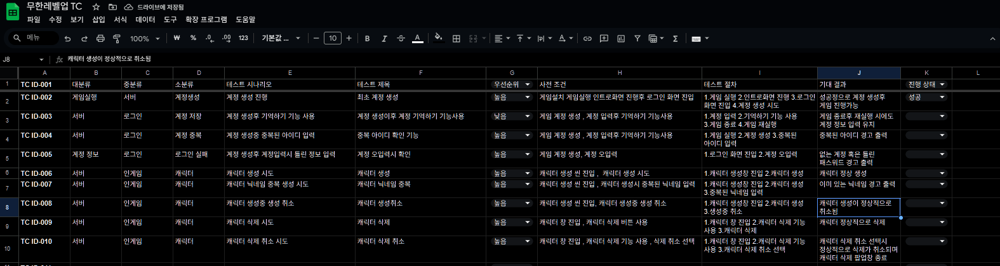 무한레벨업 TC 드라이브에 저장됨
파일 수정 보기 삽입 서식 데이터 도구 확장 프로그램 도움말
메뉴 100% ₩ % .0 .00 123 기본값 ... 10 B I S A Σ
J8 fx 캐릭터 생성이 정상적으로 취소됨
A B C D E F G H I J K L
1 TC ID-001 대분류 중분류 소분류 테스트 시나리오 테스트 제목 우선순위 사전 조건 테스트 절차 기대 결과 진행 상태
2 TC ID-002 게임실행 서버 계정생성 계정 생성 진행 최초 계정 생성 높음 게임설치 게임실행 인트로화면 진행후 로그인 화면 진입 1.게임 실행 2.인트로화면 진행 3.로그인 성공정으로 계정 생성후 성공
화면 진입 4.계정 생성 시도 게임 진행가능
3 TC ID-003 서버 로그인 계정 저장 계정 생성후 기억하기 기능 사용 계정 생성이후 계정 기억하기 기능사용 낮음 게임 계정 생성 , 계정 입력후 기억하기 기능사용 1.계정 입력 2.기억하기 기능 사용 게임 종료후 재실행 시에도
3.게임 종료 4.게임 재실행 계정 정보 입력 유지
4 TC ID-004 서버 로그인 계정 중복 계정 생성중 중복된 아이디 입력 중복 아이디 확인 기능 높음 게임 계정 생성 , 계정 입력후 기억하기 기능사용 1.게임 실행 2.계정 생성 3.중복된 중복된 아이디 경고 출력
아이디 입력
5 TC ID-005 계정 정보 로그인 로그인 실패 계정 생성후 계정입력시 틀린 정보 입력 계정 오입력시 확인 높음 게임 계정 생성, 계정 오입력 1.로그인 화면 진입 2.계정 오입력 없는 계정 혹은 틀린
패스워드 경고 출력
6 TC ID-006 서버 인게임 캐릭터 캐릭터 생성 시도 캐릭터 생성 높음 캐릭터 생성 씬 진입 , 캐릭터 생성 시도 1.캐릭터 생성창 진입 2.캐릭터 생성 캐릭터 정상 생성
7 TC ID-007 서버 인게임 캐릭터 캐릭터 닉네임 중복 생성 시도 캐릭터 닉네임 중복 높음 캐릭터 생성 씬 진입 , 캐릭터 생성시 중복된 닉네임 입력 1.캐릭터 생성창 진입 2.캐릭터 생성 이미 있는 닉네임 경고 출력
3.중복된 닉네임 입력
8 TC ID-008 서버 인게임 캐릭터 캐릭터 생성중 생성 취소 캐릭터 생성취소 높음 캐릭터 생성 씬 진입, 캐릭터 생성중 생성 취소 1.캐릭터 생성창 진입 2.캐릭터 생성 캐릭터 생성이 정상적으로
3.생성중 취소 취소됨
9 TC ID-009 서버 인게임 캐릭터 캐릭터 삭제 시도 캐릭터 삭제 높음 캐릭터 창 진입 , 캐릭터 삭제 버튼 사용 1.캐릭터 창 진입 2.캐릭터 삭제 기능 캐릭터 정상적으로 삭제
사용 3.캐릭터 삭제
10 TC ID-010 서버 인게임 캐릭터 캐릭터 삭제 취소 시도 캐릭터 삭제 취소 높음 캐릭터 창 진입 , 캐릭터 삭제 기능 사용 , 삭제 취소 선택 1.캐릭터 창 진입 2.캐릭터 삭제 기능 캐릭터 삭제 취소 선택시
사용 3.캐릭터 삭제 취소 선택 정상적으로 삭제가 취소되며
캐릭터 삭제 팝업창 종료